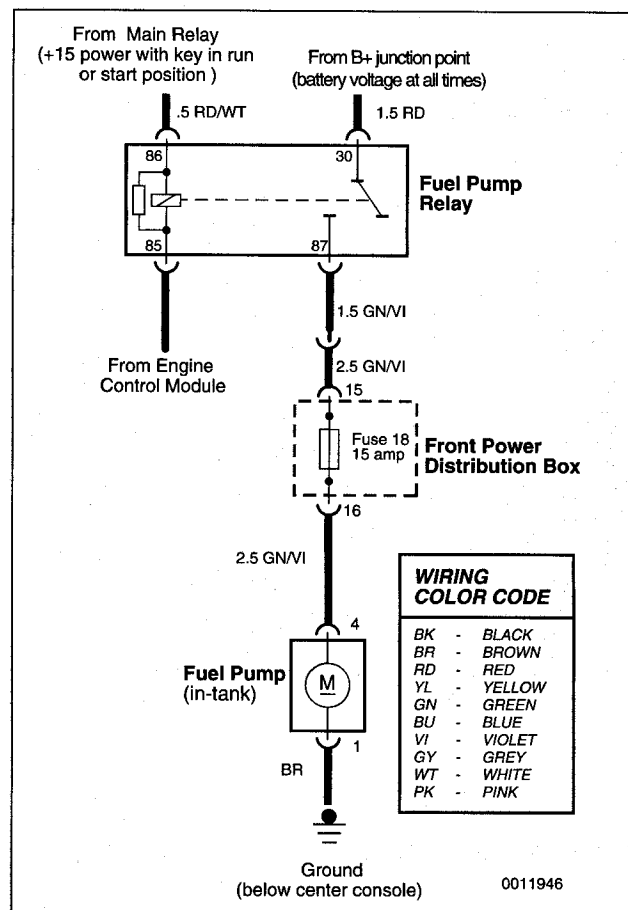 From Main Relay
(+15 power with key in run
or start position )
From B+ junction point
(battery voltage at all times)
.5 RD/WT
1.5 RD
86
30
Fuel Pump
Relay
85
87
1.5 GN/VI
From Engine
Control Module
2.5 GN/VI
15
Fuse 18
15 amp
Front Power
Distribution Box
16
2.5 GN/VI
4
Fuel Pump
(in-tank)
M
1
BR
Ground
(below center console)
WIRING
COLOR CODE
BK - BLACK
BR - BROWN
RD - RED
YL - YELLOW
GN - GREEN
BU - BLUE
VI - VIOLET
GY - GREY
WT - WHITE
PK - PINK
0011946